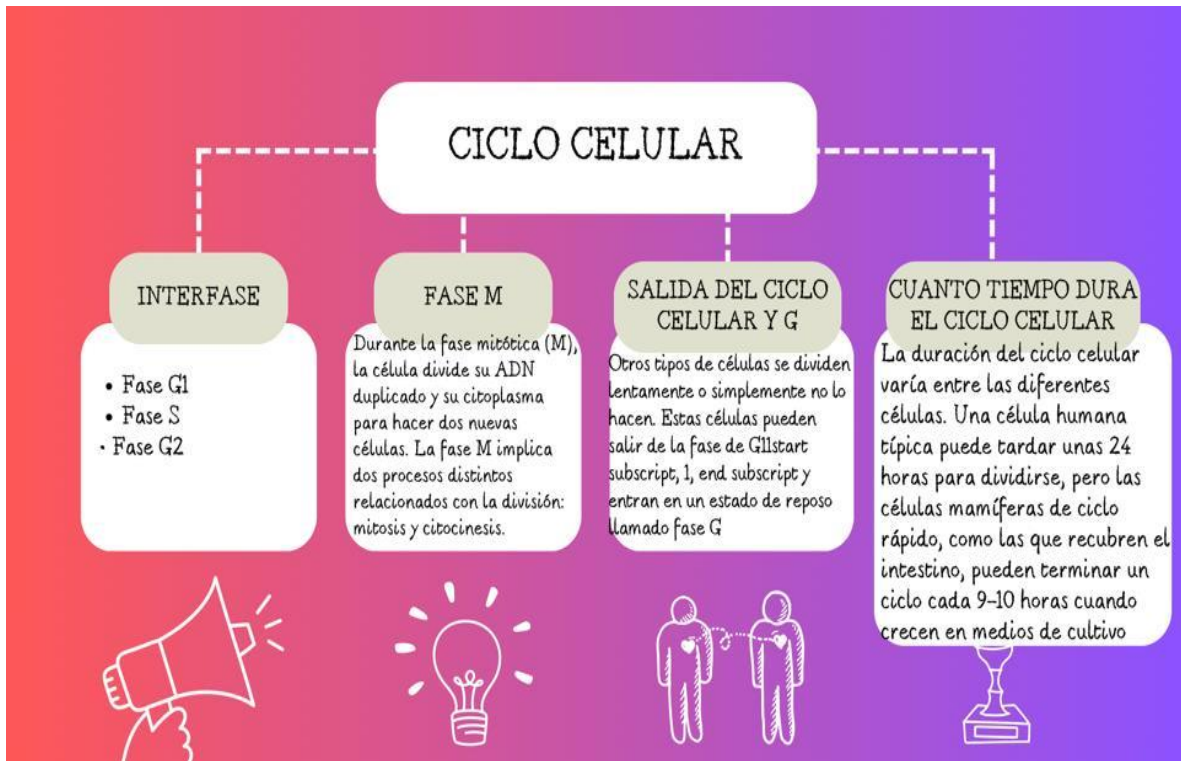 CICLO CELULAR
INTERFASE
• Fase G1
• Fase S
· Fase G2
FASE M
Durante la fase mitótica (M),
la célula divide su ADN
duplicado y su citoplasma
para hacer dos nuevas
células. La fase M implica
dos procesos distintos
relacionados con la división:
mitosis y citocinesis.
SALIDA DEL CICLO
CELULAR Y G
Otros tipos de células se dividen
lentamente o simplemente no lo
hacen. Estas células pueden
salir de la fase de G11start
subscript, 1, end subscript y
entran en un estado de reposo
llamado fase G
CUANTO TIEMPO DURA
EL CICLO CELULAR
La duración del ciclo celular
varía entre las diferentes
células. Una célula humana
típica puede tardar unas 24
horas para dividirse, pero las
células mamíferas de ciclo
rápido, como las que recubren el
intestino, pueden terminar un
ciclo cada 9–10 horas cuando
crecen en medios de cultivo